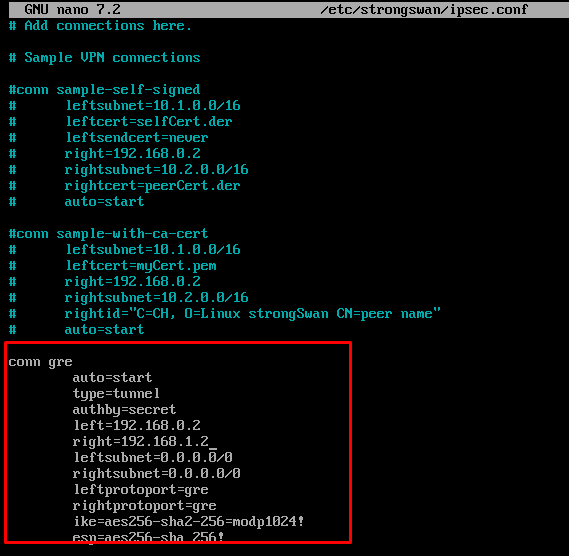 GNU nano 7.2 /etc/strongswan/ipsec.conf
# Add connections here.
# Sample VPN connections
#conn sample-self-signed
# leftsubnet=10.1.0.0/16
# leftcert=selfCert.der
# leftsendcert=never
# right=192.168.0.2
# rightsubnet=10.2.0.0/16
# rightcert=peerCert.der
# auto=start
#conn sample-with-ca-cert
# leftsubnet=10.1.0.0/16
# leftcert=myCert.pem
# right=192.168.0.2
# rightsubnet=10.2.0.0/16
# rightid="C=CH, O=Linux strongSwan CN=peer name"
# auto=start
conn gre
auto=start
type=tunnel
authby=secret
left=192.168.0.2
right=192.168.1.2
leftsubnet=0.0.0.0/0
rightsubnet=0.0.0.0/0
leftprotoport=gre
rightprotoport=gre
ike=aes256-sha2-256=modp1024!
esp=aes256-sha 256!